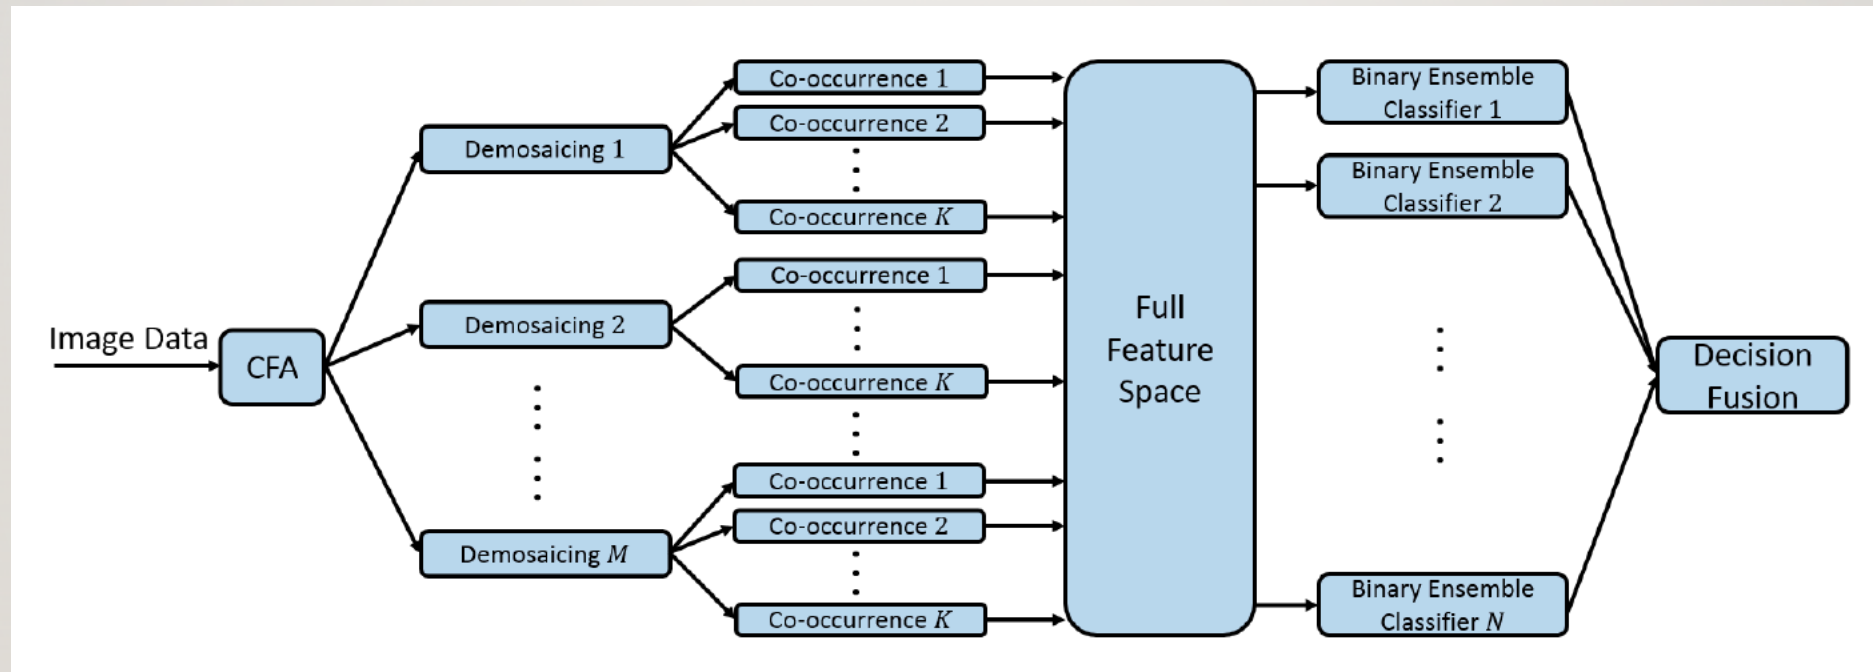 Image Data
CFA
Demosaicing 1
Demosaicing 2
Demosaicing M
Co-occurrence 1
Co-occurrence 2
Co-occurrence K
Co-occurrence 1
Co-occurrence K
Co-occurrence 1
Co-occurrence 2
Co-occurrence K
Full
Feature
Space
Binary Ensemble
Classifier 1
Binary Ensemble
Classifier 2
Binary Ensemble
Classifier N
Decision
Fusion